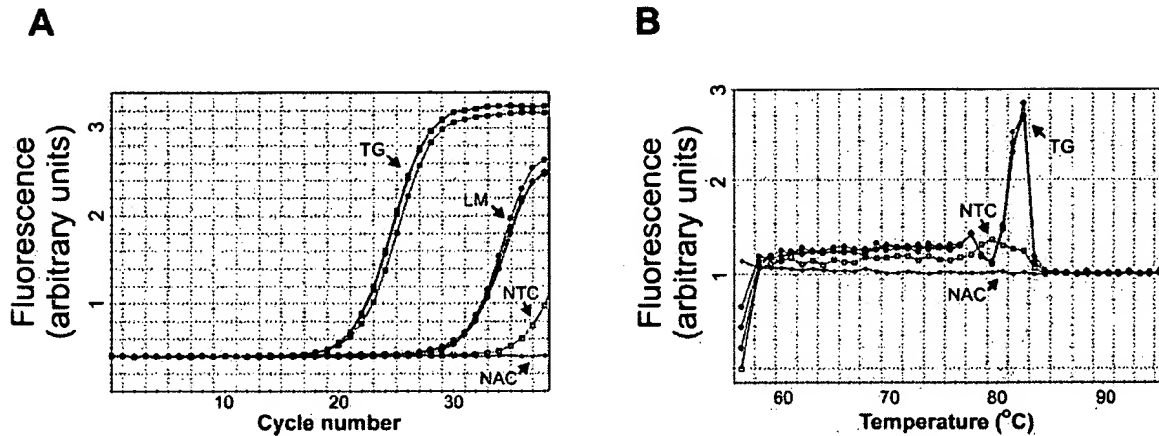 A
Fluorescence
(arbitrary units)
3
2
1
TG
LM
NTC
NAC
10
20
30
Cycle number
B
Fluorescence
(arbitrary units)
3
2
1
TG
NTC
NAC
60
70
80
90
Temperature (°C)